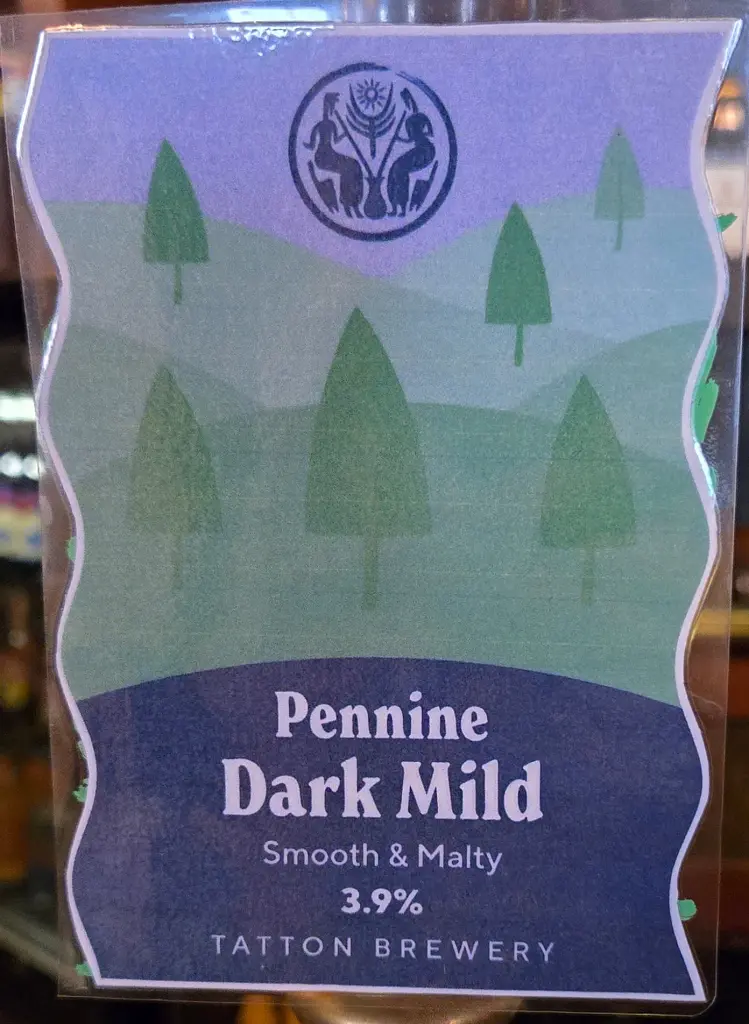 Pennine
Dark Mild
Smooth & Malty
3.9%
TATTON BREWERY